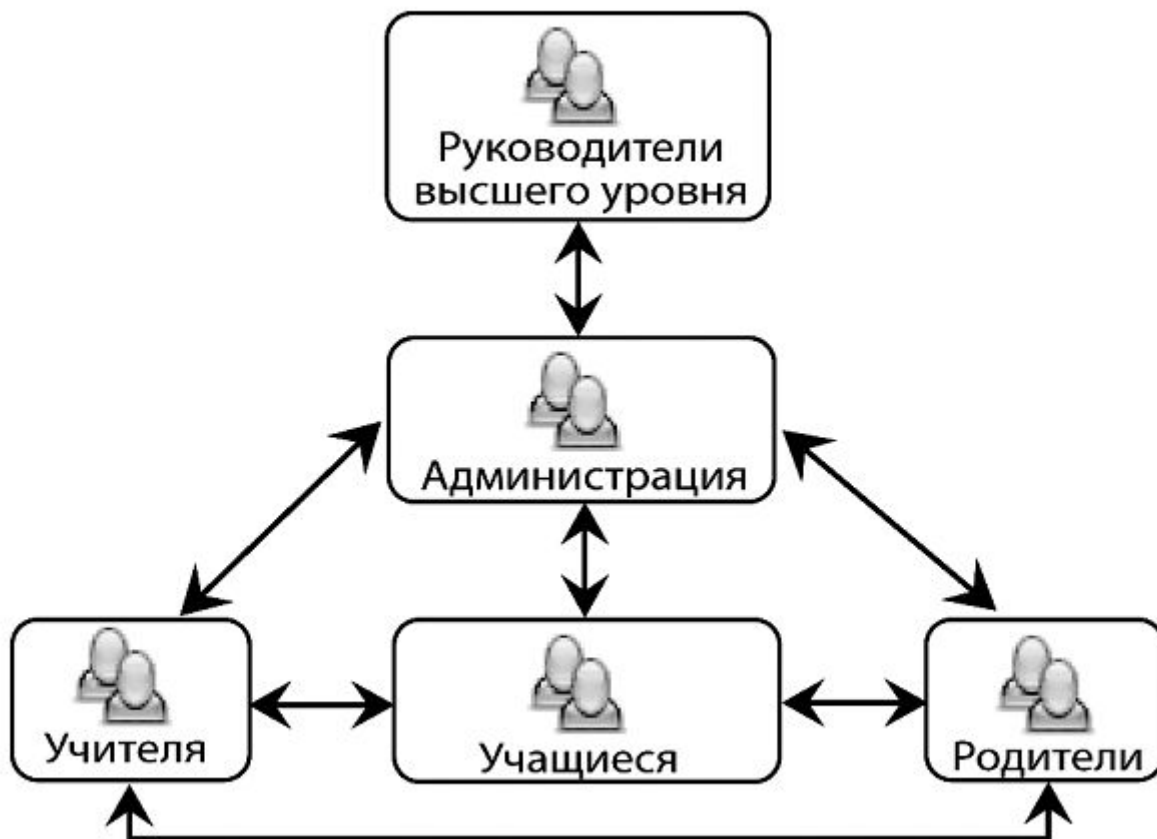 Руководители
высшего уровня
Администрация
Учителя
Учащиеся
Родители